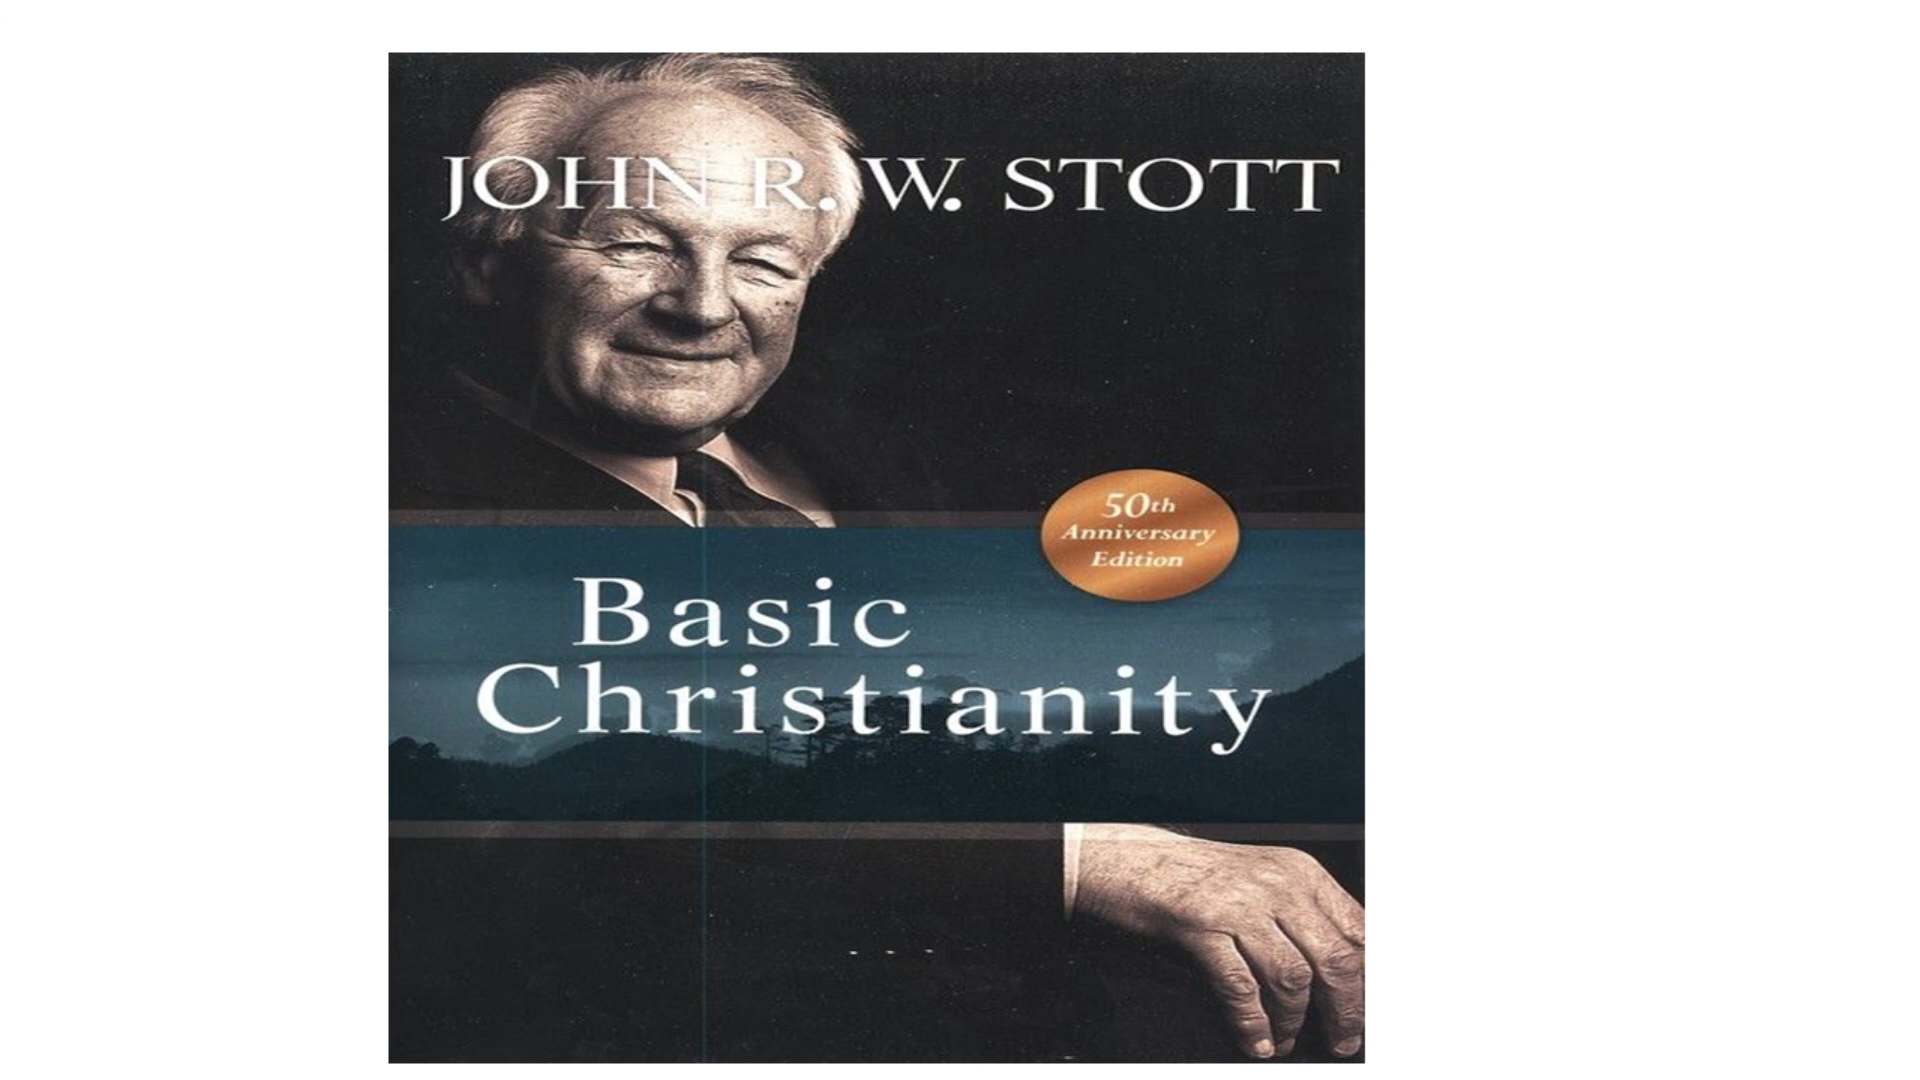 JOHN R. W. STOTT
50th
Anniversary
Edition
Basic
Christianity